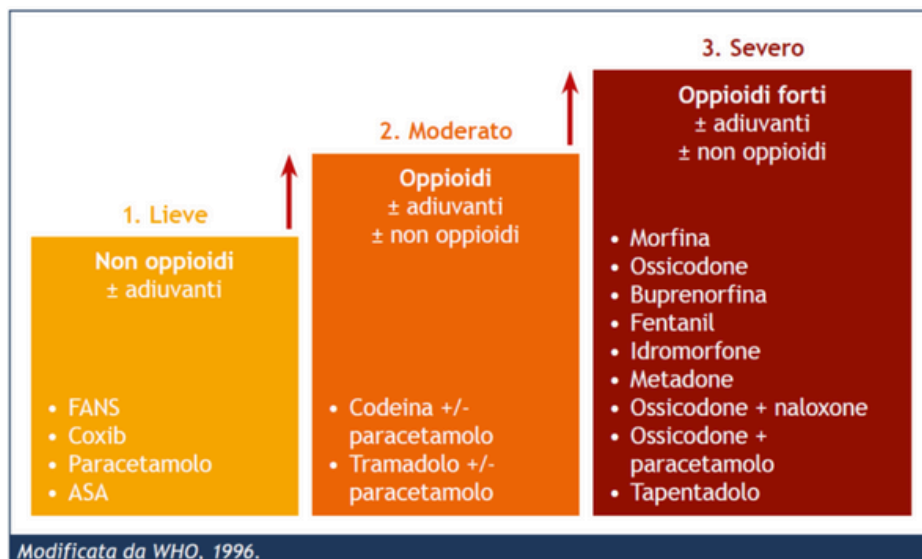 1. Lieve
Non oppioidi
± adiuvanti
• FANS
• Coxib
• Paracetamolo
• ASA
2. Moderato
Oppioidi
± adiuvanti
± non oppioidi
• Codeina +/-
paracetamolo
• Tramadolo +/-
paracetamolo
3. Severo
Oppioidi forti
± adiuvanti
± non oppioidi
• Morfina
• Ossicodone
• Buprenorfina
• Fentanil
• Idromorfone
• Metadone
• Ossicodone + naloxone
• Ossicodone +
paracetamolo
• Tapentadolo
Modificata da WHO, 1996.